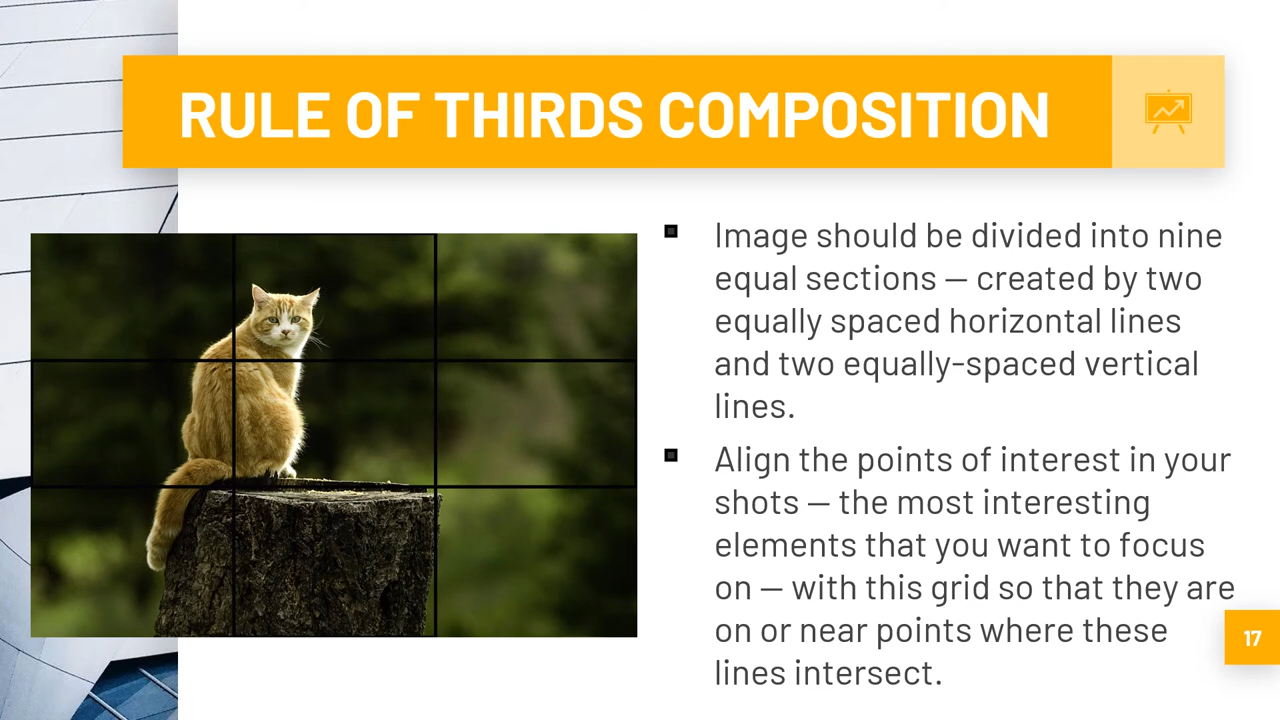 RULE OF THIRDS COMPOSITION
Image should be divided into nine
equal sections — created by two
equally spaced horizontal lines
and two equally-spaced vertical
lines.
Align the points of interest in your
shots — the most interesting
elements that you want to focus
on — with this grid so that they are
on or near points where these
lines intersect.
17